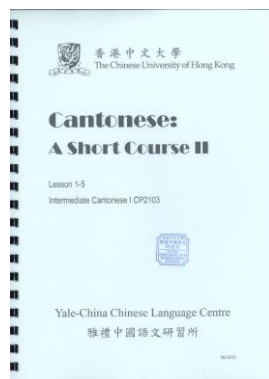 香港中文大學
The Chinese University of Hong Kong
Cantonese:
A Short Course II
Lesson 1-5
Intermediate Cantonese I CP2103
Yale-China Chinese Language Centre
雅禮中國語文研習所